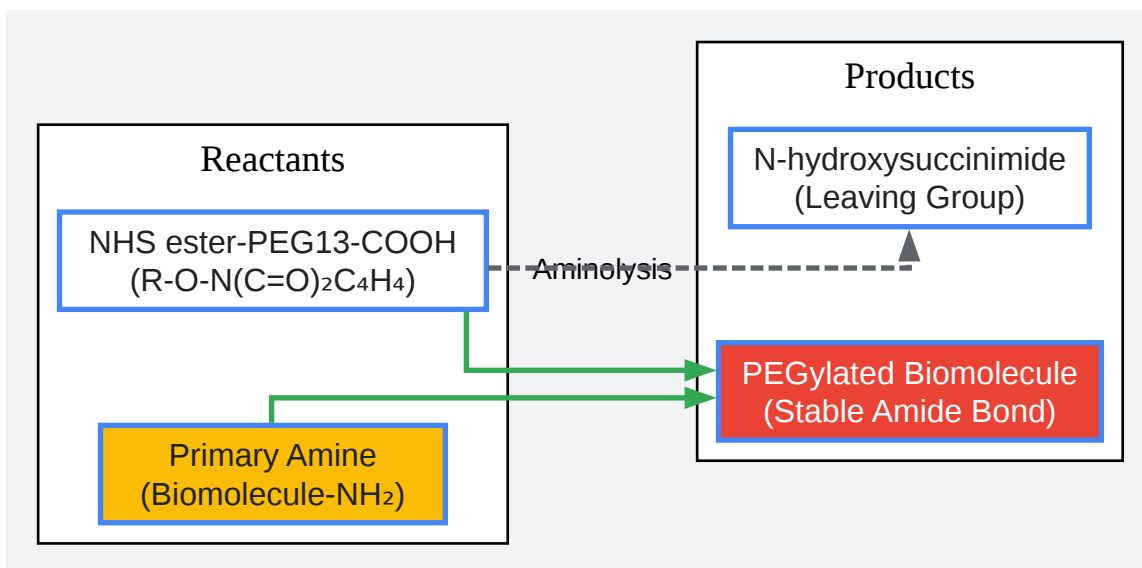 Reactants
NHS ester-PEG13-COOH
(R-O-N(C=O)₂C₄H₄)
Primary Amine
(Biomolecule-NH₂)
Aminolysis
Products
N-hydroxysuccinimide
(Leaving Group)
PEGylated Biomolecule
(Stable Amide Bond)